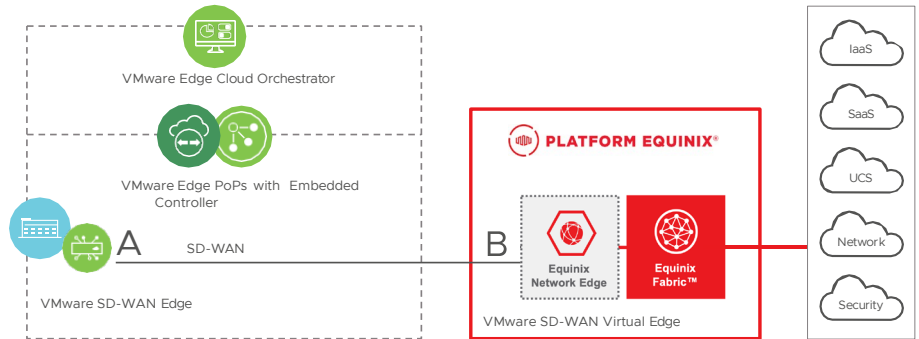 VMware Edge Cloud Orchestrator
VMware Edge PoPs with Embedded
Controller
A
SD-WAN
VMware SD-WAN Edge
PLATFORM EQUINIX®
B
Equinix
Network Edge
Equinix
Fabric™
VMware SD-WAN Virtual Edge
IaaS
SaaS
UCS
Network
Security